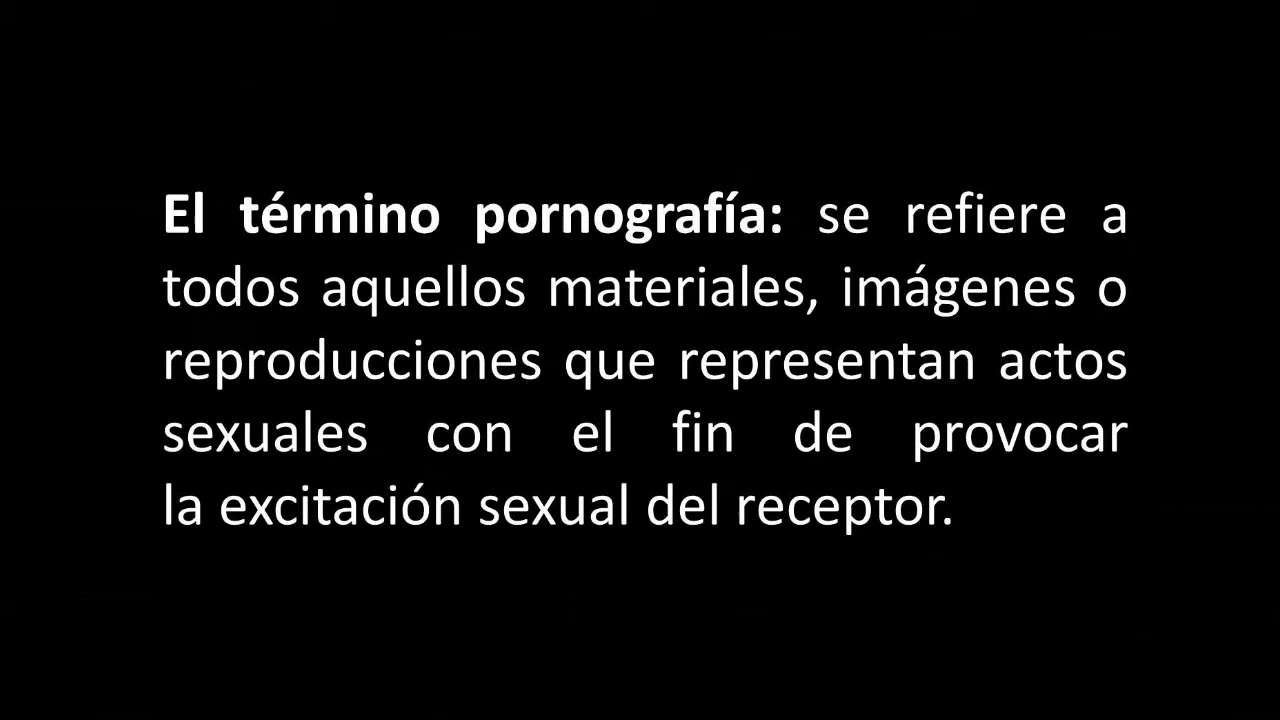 El término pornografía: se refiere a
todos aquellos materiales, imágenes o
reproducciones que representan actos
sexuales con el fin de provocar
la excitación sexual del receptor.